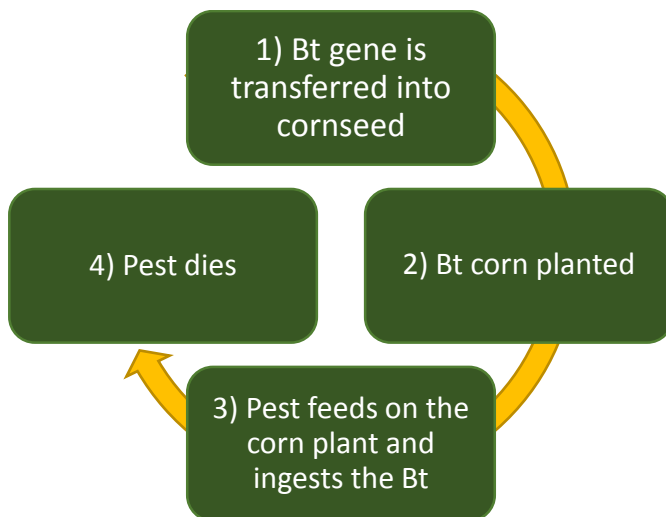 1) Bt gene is
transferred into
cornseed
2) Bt corn planted
3) Pest feeds on the
corn plant and
ingests the Bt
4) Pest dies